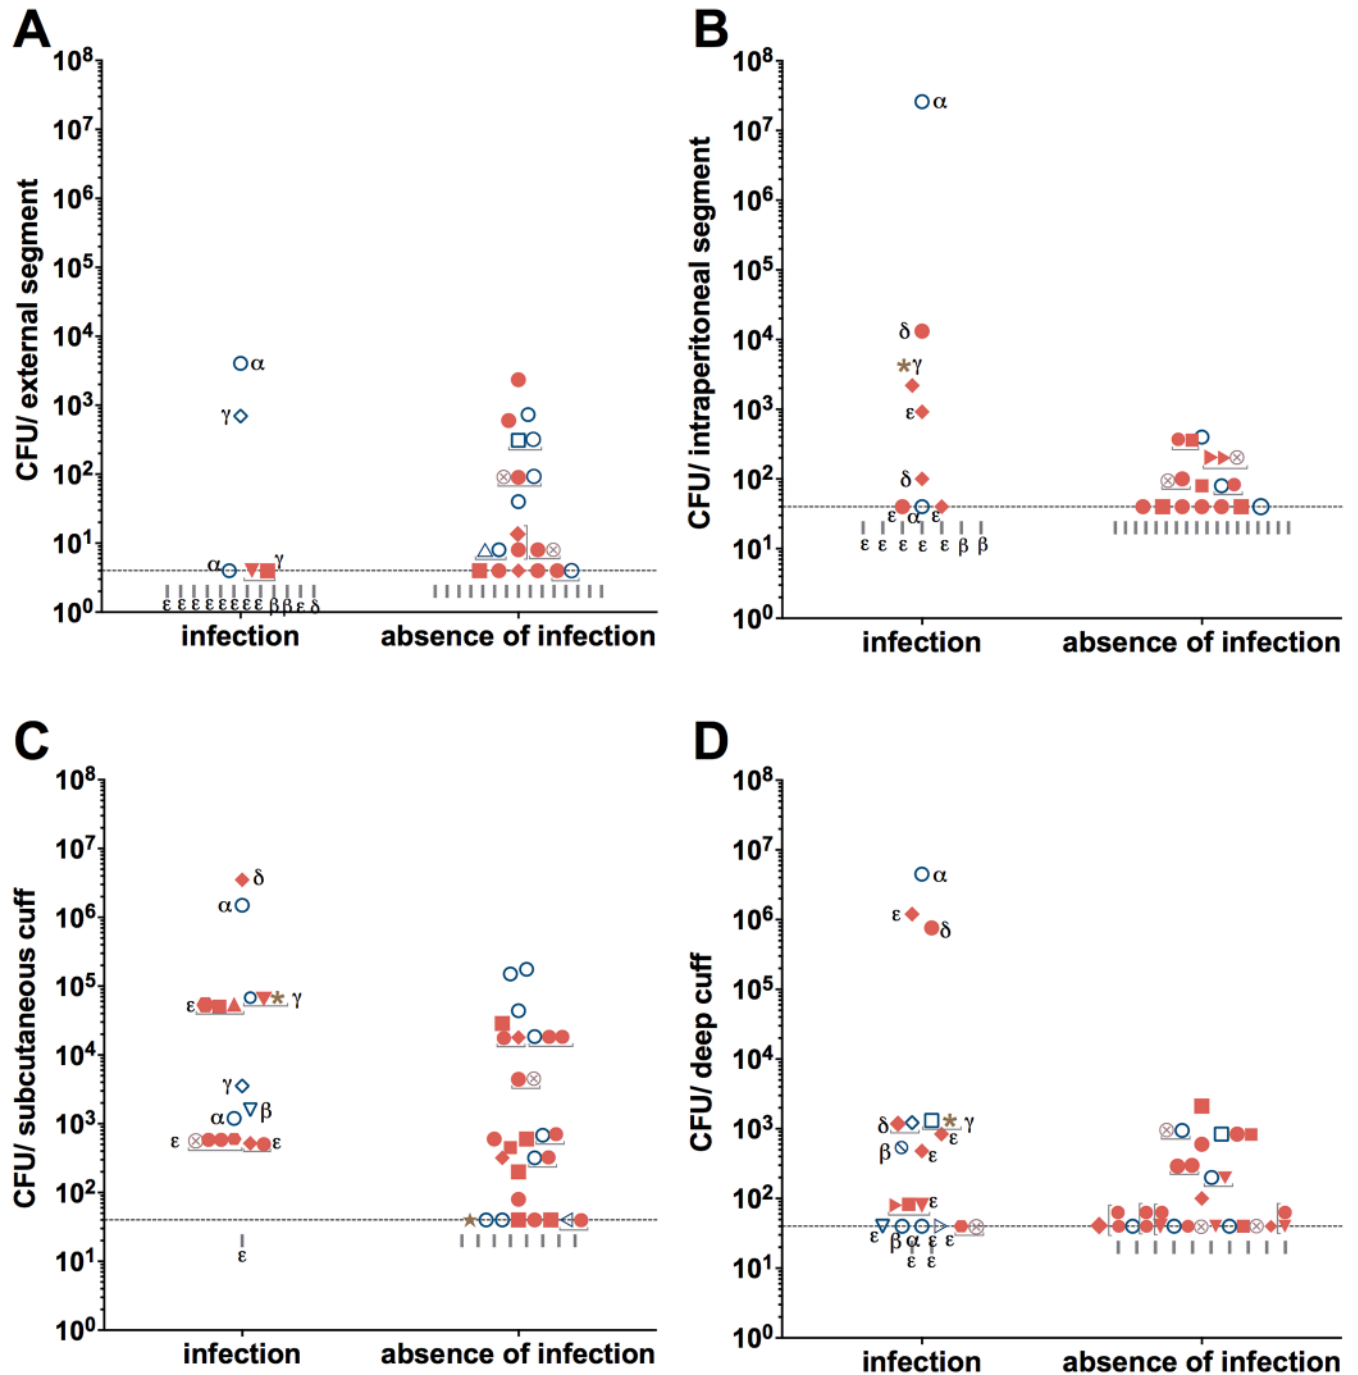 A
CFU/ external segment
10⁸
10⁷
10⁶
10⁵
10⁴
10³
10²
10¹
10⁰
α
γ
α γ
ε ε ε ε ε ε ε ε β β ε δ
infection absence of infection
B
CFU/ intraperitoneal segment
10⁸
10⁷
10⁶
10⁵
10⁴
10³
10²
10¹
10⁰
α
δ
* γ
ε
δ
ε α ε
ε ε ε ε ε β β
infection absence of infection
C
CFU/ subcutaneous cuff
10⁸
10⁷
10⁶
10⁵
10⁴
10³
10²
10¹
10⁰
δ
α
ε * γ
γ
α β
ε ε
ε
infection absence of infection
D
CFU/ deep cuff
10⁸
10⁷
10⁶
10⁵
10⁴
10³
10²
10¹
10⁰
α
ε δ
δ * γ
ε
β ε
ε
ε β α ε ε
ε ε
infection absence of infection